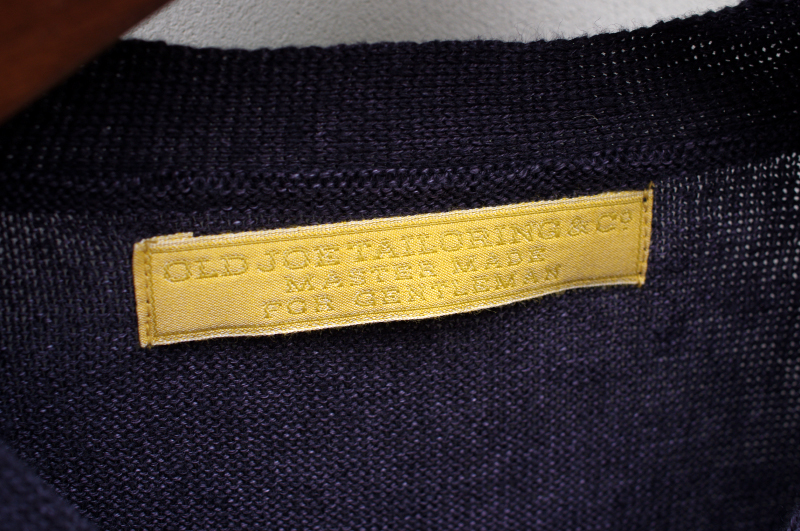 OLD JOE TAILORING & Cº
MASTER MADE
FOR GENTLEMAN